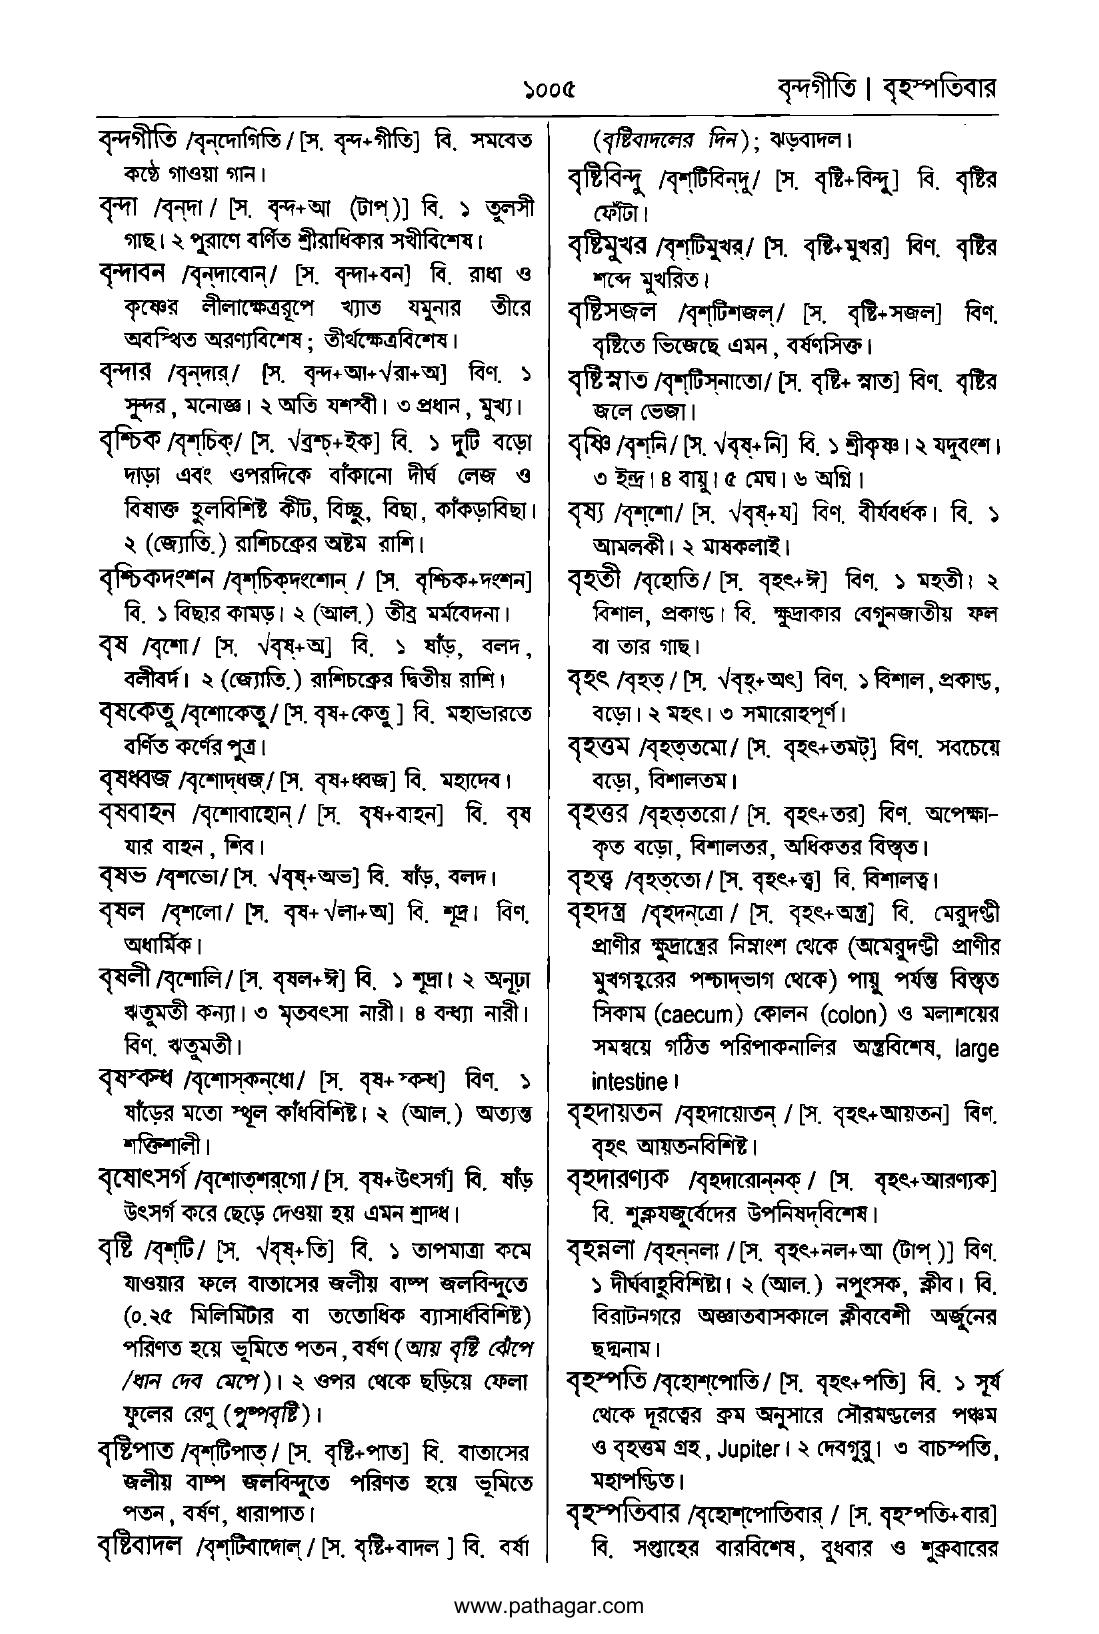 ১০০৫
বৃন্দগীতি | বৃহস্পতিবার
বৃন্দগীতি /বৃন্‌দোগিতি/ [স. বৃন্দ+গীতি] বি. সমবেত
কণ্ঠে গাওয়া গান।
বৃন্দা /বৃন্‌দা/ [স. বৃন্দ+আ (টাপ্)] বি. ১ তুলসী
গাছ। ২ পুরাণে বর্ণিত শ্রীরাধিকার সখীবিশেষ।
বৃন্দাবন /বৃন্‌দাবোন্/ [স. বৃন্দা+বন] বি. রাধা ও
কৃষ্ণের লীলাক্ষেত্ররূপে খ্যাত যমুনার তীরে
অবস্থিত অরণ্যবিশেষ; তীর্থক্ষেত্রবিশেষ।
বৃন্দার /বৃন্‌দার্/ [স. বৃন্দ+আ+√রা+অ] বিণ. ১
সুন্দর, মনোজ্ঞ। ২ অতি যশস্বী। ৩ প্রধান, মুখ্য।
বৃশ্চিক /বৃশ্‌চিক্/ [স. √ব্রশ্চ্+ইক] বি. ১ দুটি বড়ো
দাড়া এবং ওপরদিকে বাঁকানো দীর্ঘ লেজ ও
বিষাক্ত হুলবিশিষ্ট কীট, বিচ্ছু, বিছা, কাঁকড়াবিছা।
২ (জ্যোতি.) রাশিচক্রের অষ্টম রাশি।
বৃশ্চিকদংশন /বৃশ্‌চিক্‌দংশোন্ / [স. বৃশ্চিক+দংশন]
বি. ১ বিছার কামড়। ২ (আল.) তীব্র মর্মবেদনা।
বৃষ /বৃশো/ [স. √বৃষ্+অ] বি. ১ ষাঁড়, বলদ,
বলীবর্দ। ২ (জ্যোতি.) রাশিচক্রের দ্বিতীয় রাশি।
বৃষকেতু /বৃশোকেতু/ [স. বৃষ+কেতু ] বি. মহাভারতে
বর্ণিত কর্ণের পুত্র।
বৃষধ্বজ /বৃশোদ্‌ধজ্/ [স. বৃষ+ধ্বজ] বি. মহাদেব।
বৃষবাহন /বৃশোবাহোন্/ [স. বৃষ+বাহন] বি. বৃষ
যার বাহন, শিব।
বৃষভ /বৃশভো/ [স. √বৃষ্+অভ] বি. ষাঁড়, বলদ।
বৃষল /বৃশলো/ [স. বৃষ+√লা+অ] বি. শূদ্র। বিণ.
অধার্মিক।
বৃষলী /বৃশোলি/ [স. বৃষল+ঈ] বি. ১ শূদ্রা। ২ অনূঢ়া
ঋতুমতী কন্যা। ৩ মৃতবৎসা নারী। ৪ বন্ধ্যা নারী।
বিণ. ঋতুমতী।
বৃষস্কন্ধ /বৃশোস্‌কন্‌ধো/ [স. বৃষ+স্কন্ধ] বিণ. ১
ষাঁড়ের মতো স্থূল কাঁধবিশিষ্ট। ২ (আল.) অত্যন্ত
শক্তিশালী।
বৃষোৎসর্গ /বৃশোত্‌শর্‌গো/ [স. বৃষ+উৎসর্গ] বি. ষাঁড়
উৎসর্গ করে ছেড়ে দেওয়া হয় এমন শ্রাদ্ধ।
বৃষ্টি /বৃশ্‌টি/ [স. √বৃষ্+তি] বি. ১ তাপমাত্রা কমে
যাওয়ার ফলে বাতাসের জলীয় বাষ্প জলবিন্দুতে
(০.২৫ মিলিমিটার বা ততোধিক ব্যাসার্ধবিশিষ্ট)
পরিণত হয়ে ভূমিতে পতন, বর্ষণ (আয় বৃষ্টি ঝেঁপে
/ধান দেব মেপে)। ২ ওপর থেকে ছড়িয়ে ফেলা
ফুলের রেণু (পুষ্পবৃষ্টি)।
বৃষ্টিপাত /বৃশ্‌টিপাত্/ [স. বৃষ্টি+পাত] বি. বাতাসের
জলীয় বাষ্প জলবিন্দুতে পরিণত হয়ে ভূমিতে
পতন, বর্ষণ, ধারাপাত।
বৃষ্টিবাদল /বৃশ্‌টিবাদোল্/ [স. বৃষ্টি+বাদল ] বি. বর্ষা
(বৃষ্টিবাদলের দিন); ঝড়বাদল।
বৃষ্টিবিন্দু /বৃশ্‌টিবিন্‌দু/ [স. বৃষ্টি+বিন্দু] বি. বৃষ্টির
ফোঁটা।
বৃষ্টিমুখর /বৃশ্‌টিমুখর্/ [স. বৃষ্টি+মুখর] বিণ. বৃষ্টির
শব্দে মুখরিত।
বৃষ্টিসজল /বৃশ্‌টিশজল্/ [স. বৃষ্টি+সজল] বিণ.
বৃষ্টিতে ভিজেছে এমন, বর্ষণসিক্ত।
বৃষ্টিস্নাত /বৃশ্‌টিস্‌নাতো/ [স. বৃষ্টি+ স্নাত] বিণ. বৃষ্টির
জলে ভেজা।
বৃষ্ণি /বৃশ্‌নি/ [স. √বৃষ্+নি] বি. ১ শ্রীকৃষ্ণ। ২ যদুবংশ।
৩ ইন্দ্র। ৪ বায়ু। ৫ মেঘ। ৬ অগ্নি।
বৃষ্য /বৃশ্‌শো/ [স. √বৃষ্+য] বিণ. বীর্যবর্ধক। বি. ১
আমলকী। ২ মাষকলাই।
বৃহতী /বৃহোতি/ [স. বৃহৎ+ঈ] বিণ. ১ মহতী। ২
বিশাল, প্রকাণ্ড। বি. ক্ষুদ্রাকার বেগুনজাতীয় ফল
বা তার গাছ।
বৃহৎ /বৃহত্/ [স. √বৃহ্+অৎ] বিণ. ১ বিশাল, প্রকাণ্ড,
বড়ো। ২ মহৎ। ৩ সমারোহপূর্ণ।
বৃহত্তম /বৃহত্‌তমো/ [স. বৃহৎ+তমট্] বিণ. সবচেয়ে
বড়ো, বিশালতম।
বৃহত্তর /বৃহত্‌তরো/ [স. বৃহৎ+তর] বিণ. অপেক্ষা-
কৃত বড়ো, বিশালতর, অধিকতর বিস্তৃত।
বৃহত্ত্ব /বৃহত্‌তো/ [স. বৃহৎ+ত্ব] বি. বিশালত্ব।
বৃহদন্ত্র /বৃহদন্‌ত্রো/ [স. বৃহৎ+অন্ত্র] বি. মেরুদণ্ডী
প্রাণীর ক্ষুদ্রান্ত্রের নিম্নাংশ থেকে (অমেরুদণ্ডী প্রাণীর
মুখগহ্বরের পশ্চাদ্‌ভাগ থেকে) পায়ু পর্যন্ত বিস্তৃত
সিকাম (caecum) কোলন (colon) ও মলাশয়ের
সমন্বয়ে গঠিত পরিপাকনালির অন্ত্রবিশেষ, large
intestine।
বৃহদায়তন /বৃহদায়োতন্/ [স. বৃহৎ+আয়তন] বিণ.
বৃহৎ আয়তনবিশিষ্ট।
বৃহদারণ্যক /বৃহদারোন্‌নক্/ [স. বৃহৎ+আরণ্যক]
বি. শুক্লযজুর্বেদের উপনিষদ্‌বিশেষ।
বৃহন্নলা /বৃহন্‌নলা/ [স. বৃহৎ+নল+আ (টাপ্ )] বিণ.
১ দীর্ঘবাহুবিশিষ্টা। ২ (আল.) নপুংসক, ক্লীব। বি.
বিরাটনগরে অজ্ঞাতবাসকালে ক্লীববেশী অর্জুনের
ছদ্মনাম।
বৃহস্পতি /বৃহোশ্‌পোতি/ [স. বৃহৎ+পতি] বি. ১ সূর্য
থেকে দূরত্বের ক্রম অনুসারে সৌরমণ্ডলের পঞ্চম
ও বৃহত্তম গ্রহ, Jupiter। ২ দেবগুরু। ৩ বাচস্পতি,
মহাপণ্ডিত।
বৃহস্পতিবার /বৃহোশ্‌পোতিবার্/ [স. বৃহস্পতি+বার]
বি. সপ্তাহের বারবিশেষ, বুধবার ও শুক্রবারের
www.pathagar.com